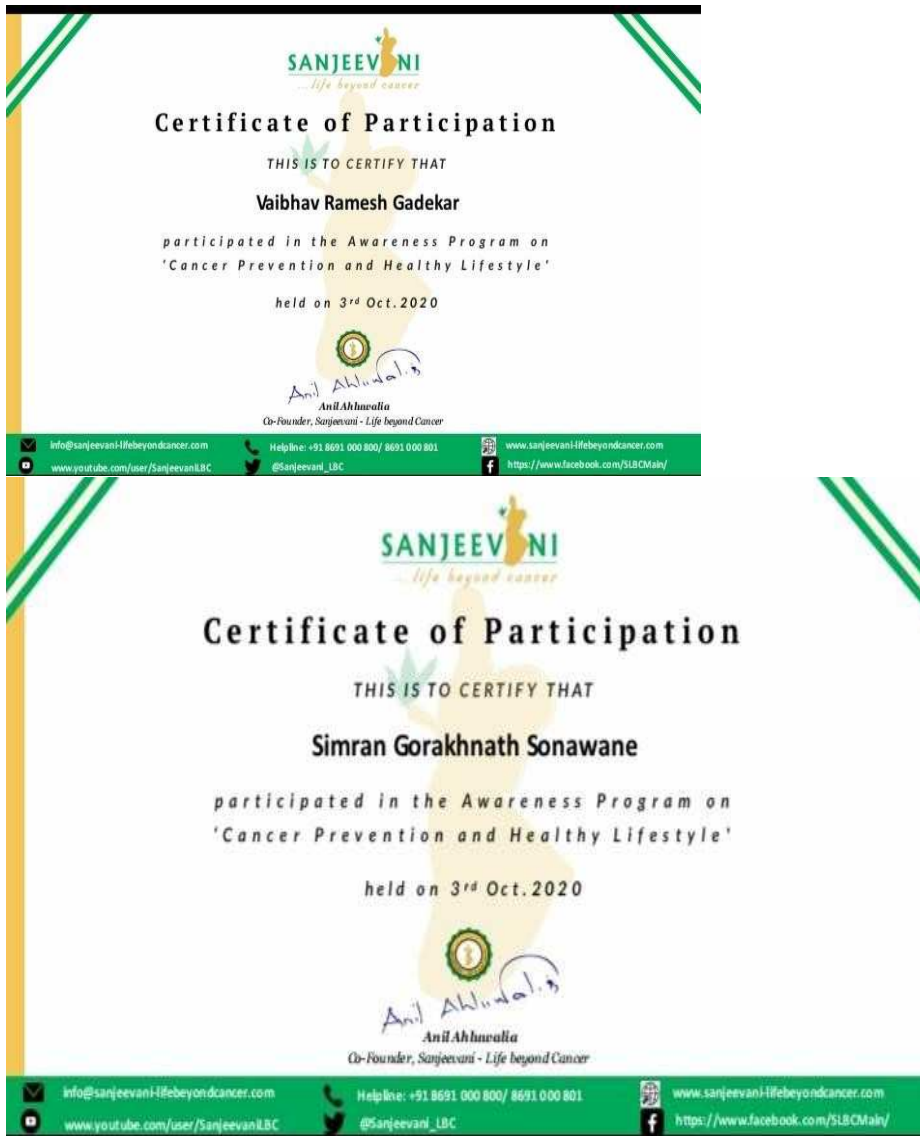 SANJEEVANI
...life beyond cancer
Certificate of Participation
THIS IS TO CERTIFY THAT
Vaibhav Ramesh Gadekar
participated in the Awareness Program on
'Cancer Prevention and Healthy Lifestyle'
held on 3rd Oct.2020
Anil Ahluwalia
Anil Ahluwalia
Co-Founder, Sanjeevani - Life beyond Cancer
info@sanjeevani-lifebeyondcancer.com
Helpline: +91 8691 000 800/ 8691 000 801
www.sanjeevani-lifebeyondcancer.com
www.youtube.com/user/SanjeevaniLBC
@Sanjeevani_LBC
https://www.facebook.com/SLBCMain/
SANJEEVANI
...life beyond cancer
Certificate of Participation
THIS IS TO CERTIFY THAT
Simran Gorakhnath Sonawane
participated in the Awareness Program on
'Cancer Prevention and Healthy Lifestyle'
held on 3rd Oct.2020
Anil Ahluwalia
Anil Ahluwalia
Co-Founder, Sanjeevani - Life beyond Cancer
info@sanjeevani-lifebeyondcancer.com
Helpline: +91 8691 000 800/ 8691 000 801
www.sanjeevani-lifebeyondcancer.com
www.youtube.com/user/SanjeevaniLBC
@Sanjeevani_LBC
https://www.facebook.com/SLBCMain/